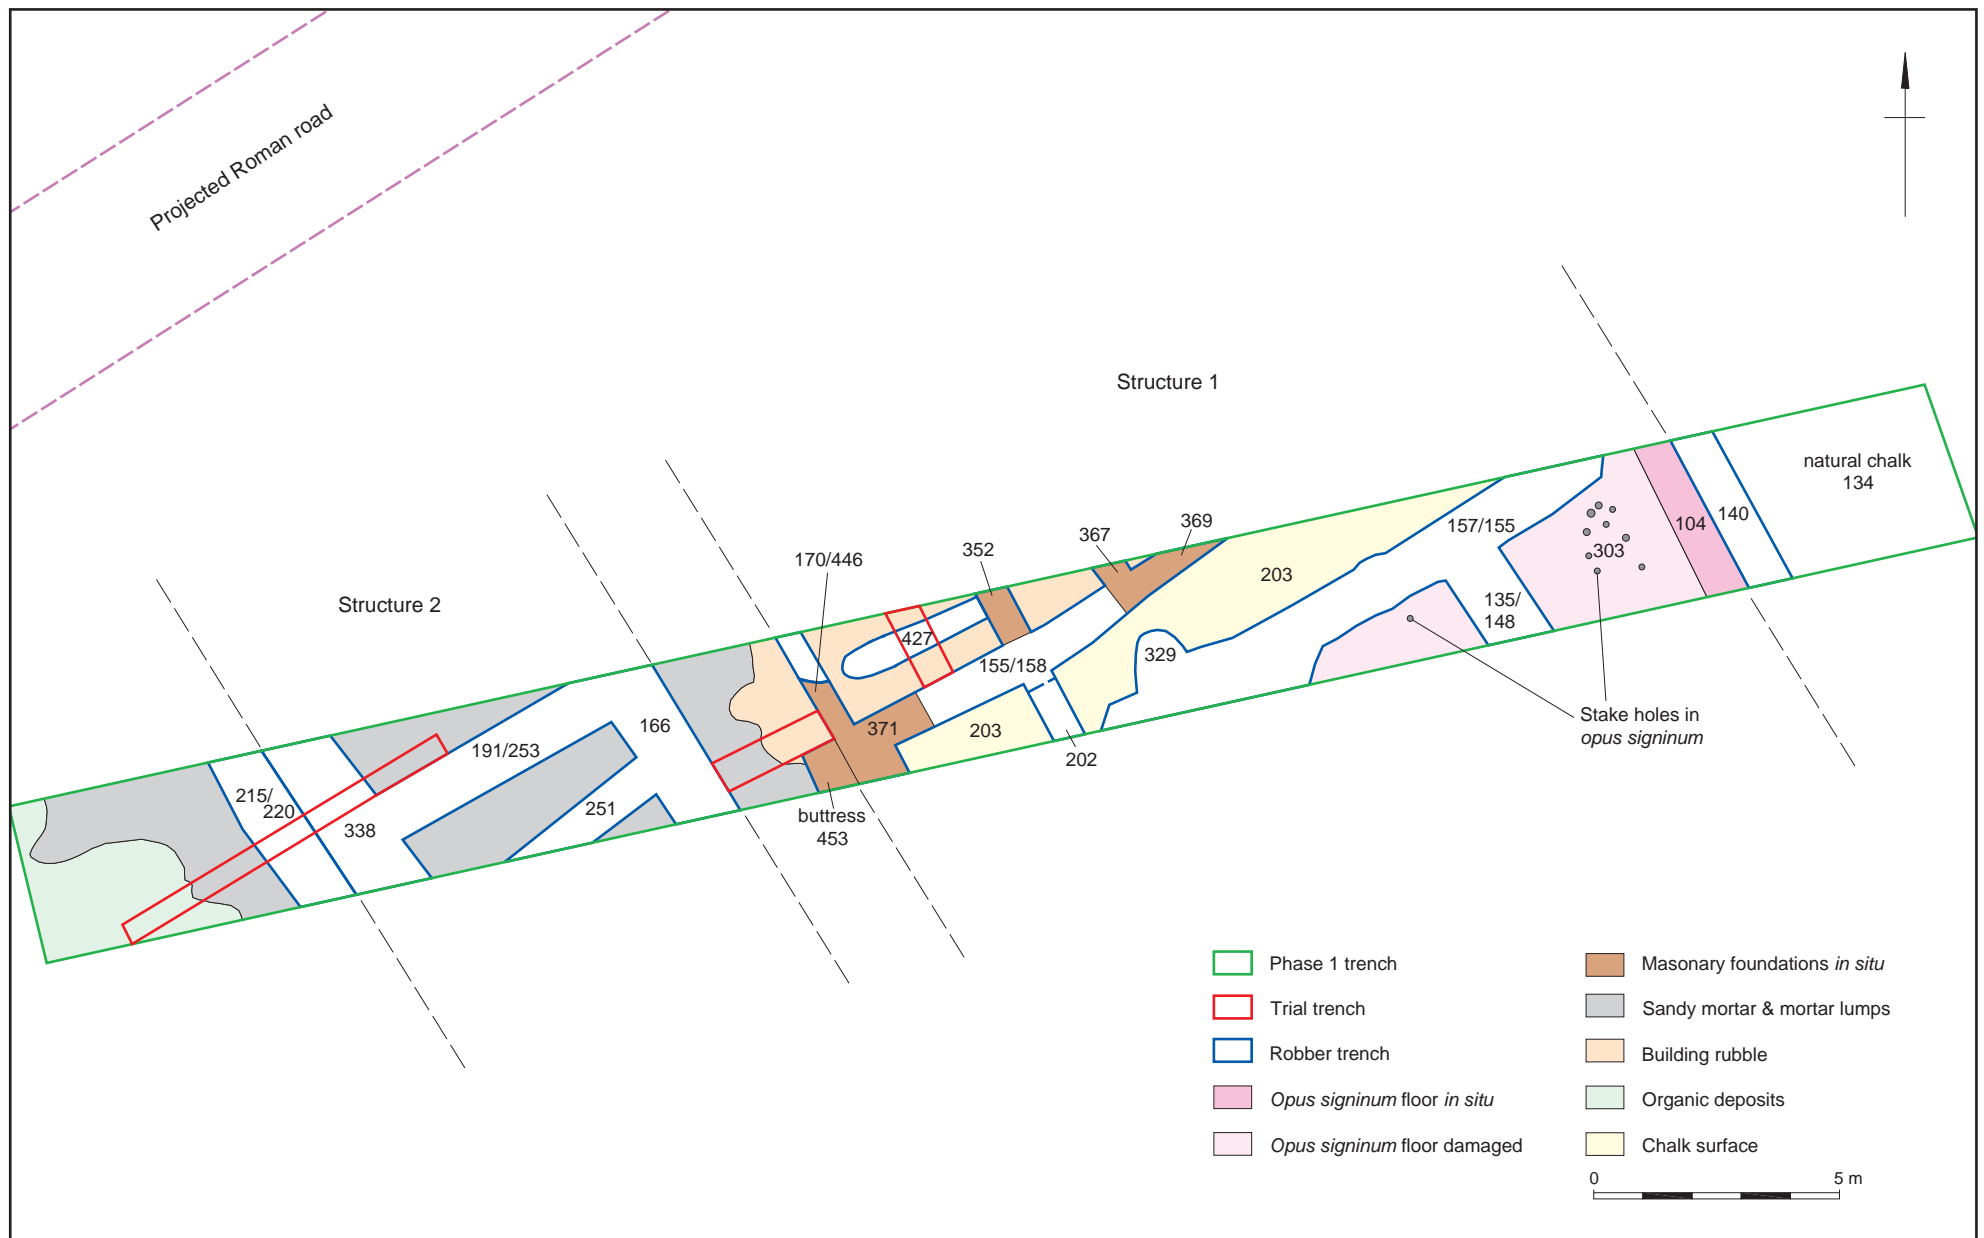 Projected Roman road
Structure 1
natural chalk
134
104
140
157/155
303
369
367
352
170/446
203
Structure 2
135/
148
427
155/158
329
Stake holes in
opus signinum
166
371
203
202
191/253
215/
220
338
251
buttress
453
Phase 1 trench
Trial trench
Robber trench
Opus signinum floor in situ
Opus signinum floor damaged
Masonary foundations in situ
Sandy mortar & mortar lumps
Building rubble
Organic deposits
Chalk surface
0 5 m